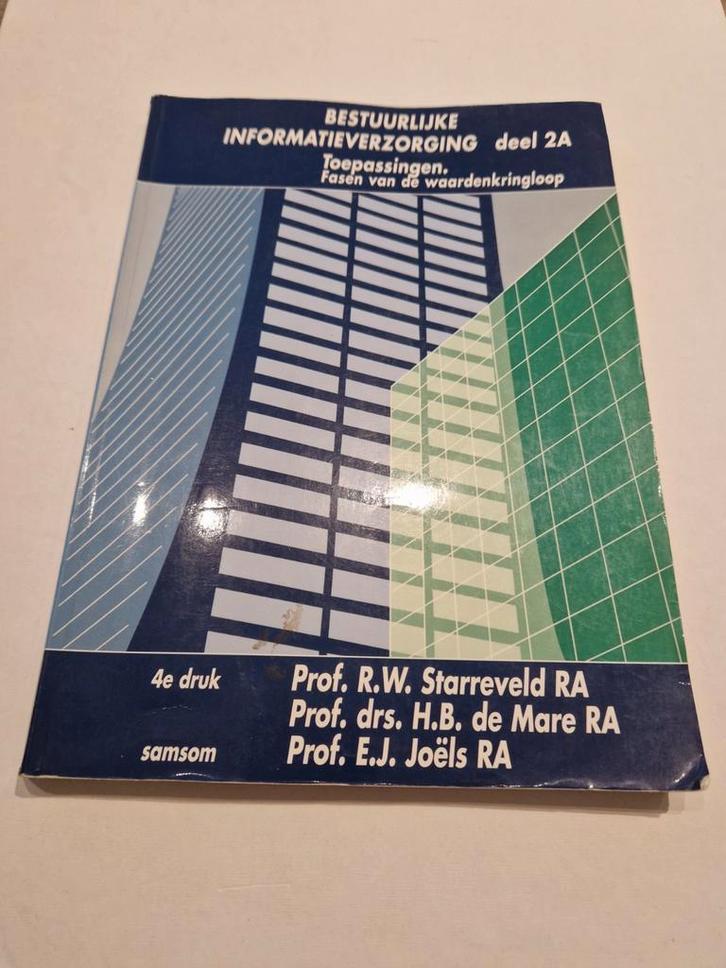 BESTUURLIJKE
INFORMATIEVERZORGING deel 2A
Toepassingen.
Fasen van de waardenkringloop
4e druk
Prof. R.W. Starreveld RA
Prof. drs. H.B. de Mare RA
samsom
Prof. E.J. Joëls RA